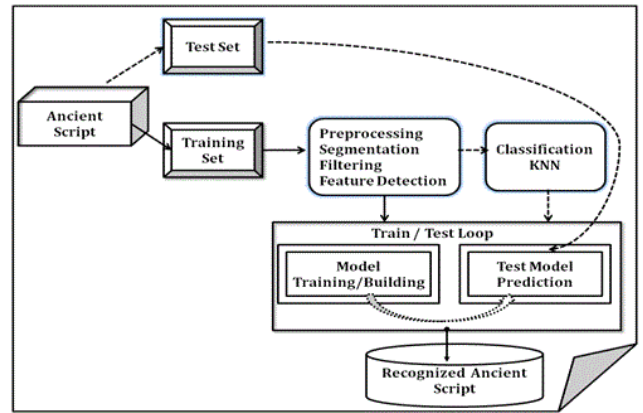 Test Set
Ancient
Script
Training
Set
Preprocessing
Segmentation
Filtering
Feature Detection
Classification
KNN
Train / Test Loop
Model
Training/Building
Test Model
Prediction
Recognized Ancient
Script